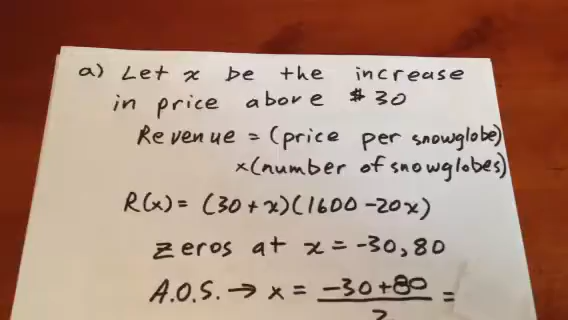 a) Let x be the increase
in price above $30
Revenue = (price per snowglobe)
x(number of snowglobes)
R(x) = (30+x)(1600-20x)
zeros at x = -30,80
A.O.S. → x = -30+80 =
2